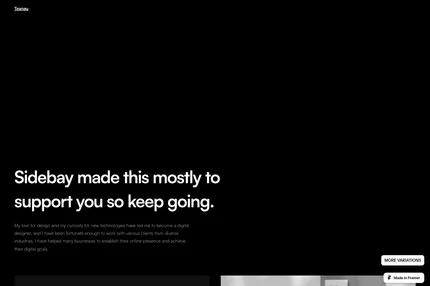 Sidebay made this mostly to
support you so keep going.
My love for design and my curiosity for new technologies have led me to become a digital
designer, and I have been fortunate enough to work with various clients from diverse
industries. I have helped many businesses to establish their online presence and achieve
their digital goals.
MORE VARIATIONS
Made in Framer